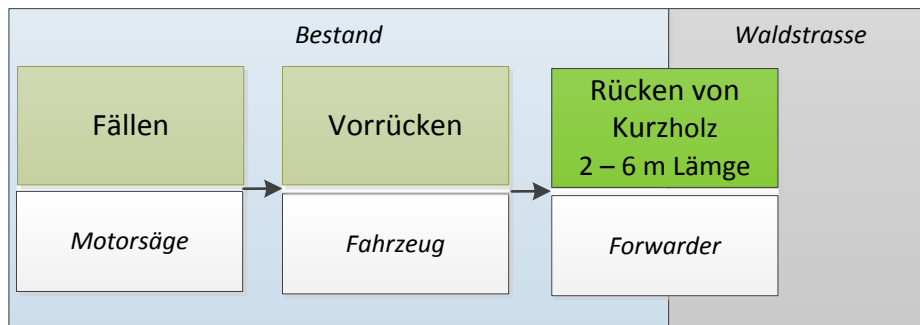 Bestand
Waldstrasse
Fällen
Vorrücken
Rücken von
Kurzholz
2 – 6 m Lämge
Motorsäge
Fahrzeug
Forwarder